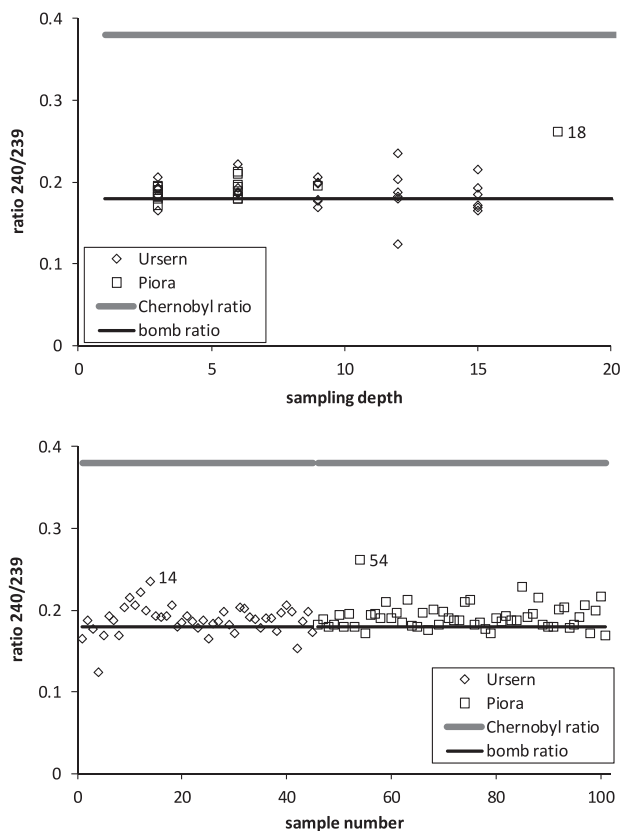 0.4
0.3
0.2
0.1
0
ratio 240/239
18
Ursern
Piora
Chernobyl ratio
bomb ratio
0 5 10 15 20
sampling depth
0.4
0.3
0.2
0.1
0
ratio 240/239
14
54
Ursern
Piora
Chernobyl ratio
bomb ratio
0 20 40 60 80 100
sample number